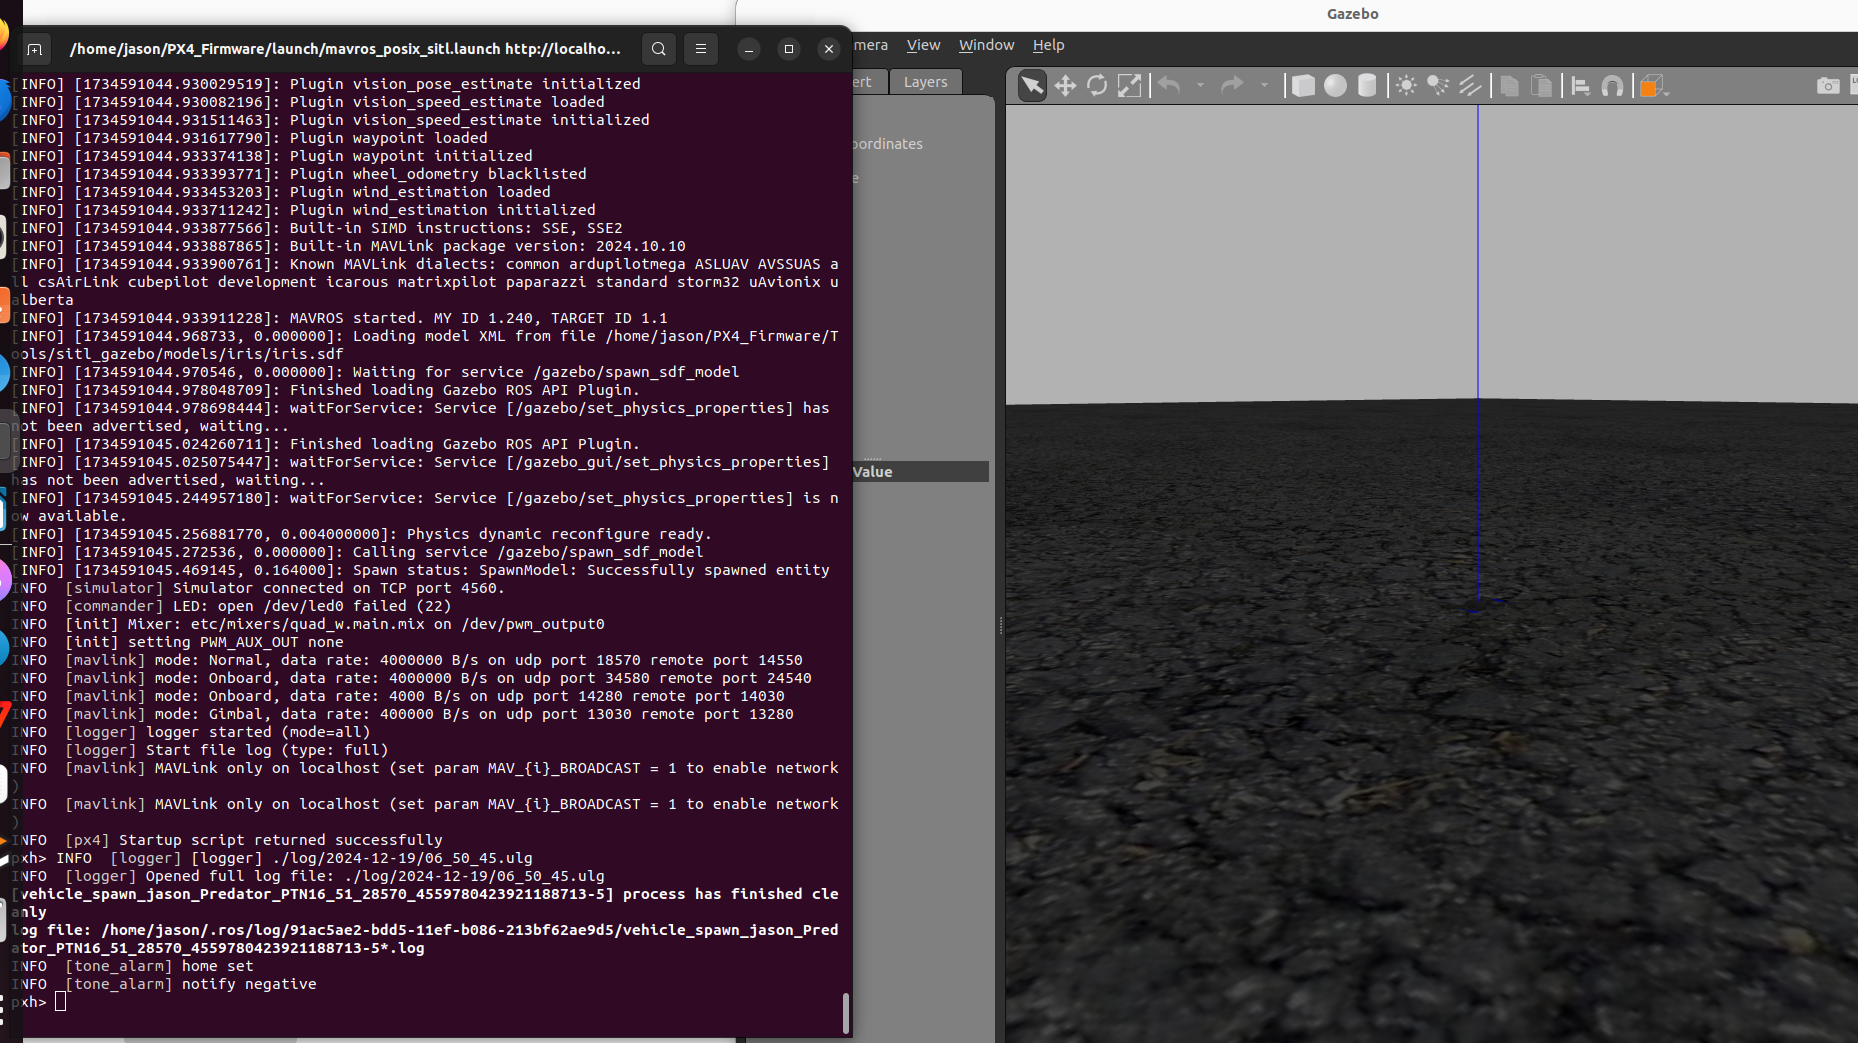 Gazebo
/home/jason/PX4_Firmware/launch/mavros_posix_sitl.launch http://localho...
mera View Window Help
ert Layers
oordinates
e
Value
[INFO] [1734591044.930029519]: Plugin vision_pose_estimate initialized
[INFO] [1734591044.930082196]: Plugin vision_speed_estimate loaded
[INFO] [1734591044.931511463]: Plugin vision_speed_estimate initialized
[INFO] [1734591044.931617790]: Plugin waypoint loaded
[INFO] [1734591044.933374138]: Plugin waypoint initialized
[INFO] [1734591044.933393771]: Plugin wheel_odometry blacklisted
[INFO] [1734591044.933453203]: Plugin wind_estimation loaded
[INFO] [1734591044.933711242]: Plugin wind_estimation initialized
[INFO] [1734591044.933877566]: Built-in SIMD instructions: SSE, SSE2
[INFO] [1734591044.933887865]: Built-in MAVLink package version: 2024.10.10
[INFO] [1734591044.933900761]: Known MAVLink dialects: common ardupilotmega ASLUAV AVSSUAS a
ll csAirLink cubepilot development icarous matrixpilot paparazzi standard storm32 uAvionix u
alberta
[INFO] [1734591044.933911228]: MAVROS started. MY ID 1.240, TARGET ID 1.1
[INFO] [1734591044.968733, 0.000000]: Loading model XML from file /home/jason/PX4_Firmware/T
ools/sitl_gazebo/models/iris/iris.sdf
[INFO] [1734591044.970546, 0.000000]: Waiting for service /gazebo/spawn_sdf_model
[INFO] [1734591044.978048709]: Finished loading Gazebo ROS API Plugin.
[INFO] [1734591044.978698444]: waitForService: Service [/gazebo/set_physics_properties] has
not been advertised, waiting...
[INFO] [1734591045.024260711]: Finished loading Gazebo ROS API Plugin.
[INFO] [1734591045.025075447]: waitForService: Service [/gazebo_gui/set_physics_properties]
has not been advertised, waiting...
[INFO] [1734591045.244957180]: waitForService: Service [/gazebo/set_physics_properties] is n
ow available.
[INFO] [1734591045.256881770, 0.004000000]: Physics dynamic reconfigure ready.
[INFO] [1734591045.272536, 0.000000]: Calling service /gazebo/spawn_sdf_model
[INFO] [1734591045.469145, 0.164000]: Spawn status: SpawnModel: Successfully spawned entity
INFO [simulator] Simulator connected on TCP port 4560.
INFO [commander] LED: open /dev/led0 failed (22)
INFO [init] Mixer: etc/mixers/quad_w.main.mix on /dev/pwm_output0
INFO [init] setting PWM_AUX_OUT none
INFO [mavlink] mode: Normal, data rate: 4000000 B/s on udp port 18570 remote port 14550
INFO [mavlink] mode: Onboard, data rate: 4000000 B/s on udp port 34580 remote port 24540
INFO [mavlink] mode: Onboard, data rate: 4000 B/s on udp port 14280 remote port 14030
INFO [mavlink] mode: Gimbal, data rate: 400000 B/s on udp port 13030 remote port 13280
INFO [logger] logger started (mode=all)
INFO [logger] Start file log (type: full)
INFO [mavlink] MAVLink only on localhost (set param MAV_{i}_BROADCAST = 1 to enable network
)
INFO [mavlink] MAVLink only on localhost (set param MAV_{i}_BROADCAST = 1 to enable network
)
INFO [px4] Startup script returned successfully
pxh> INFO [logger] [logger] ./log/2024-12-19/06_50_45.ulg
INFO [logger] Opened full log file: ./log/2024-12-19/06_50_45.ulg
[vehicle_spawn_jason_Predator_PTN16_51_28570_4559780423921188713-5] process has finished cle
anly
log file: /home/jason/.ros/log/91ac5ae2-bdd5-11ef-b086-213bf62ae9d5/vehicle_spawn_jason_Pred
ator_PTN16_51_28570_4559780423921188713-5*.log
INFO [tone_alarm] home set
INFO [tone_alarm] notify negative
pxh>